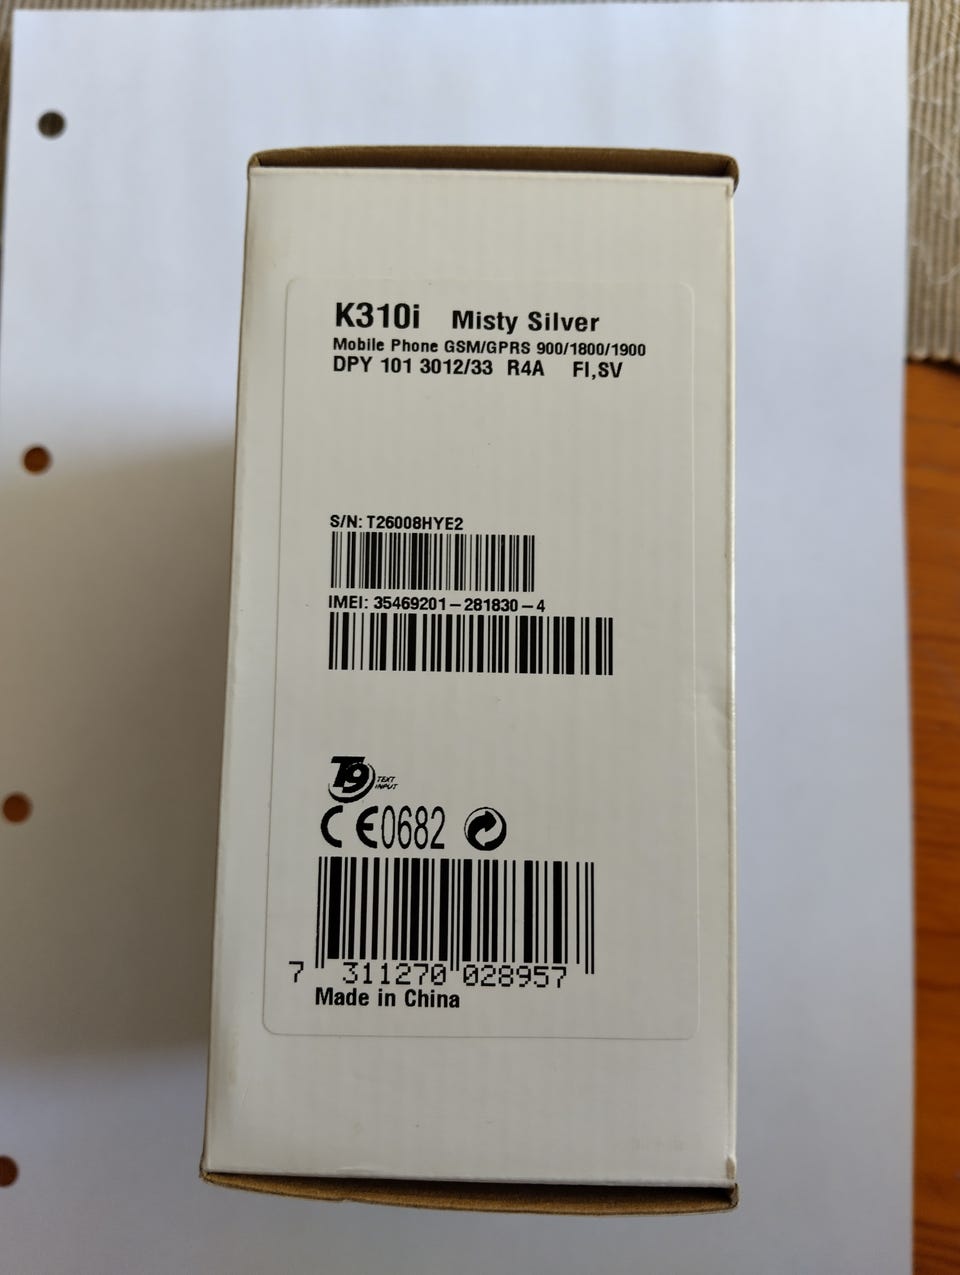 K310i Misty Silver
Mobile Phone GSM/GPRS 900/1800/1900
DPY 101 3012/33 R4A FI,SV
S/N: T26008HYE2
IMEI: 35469201-281830-4
T9 TEXT INPUT
CE0682
7 311270 028957
Made in China